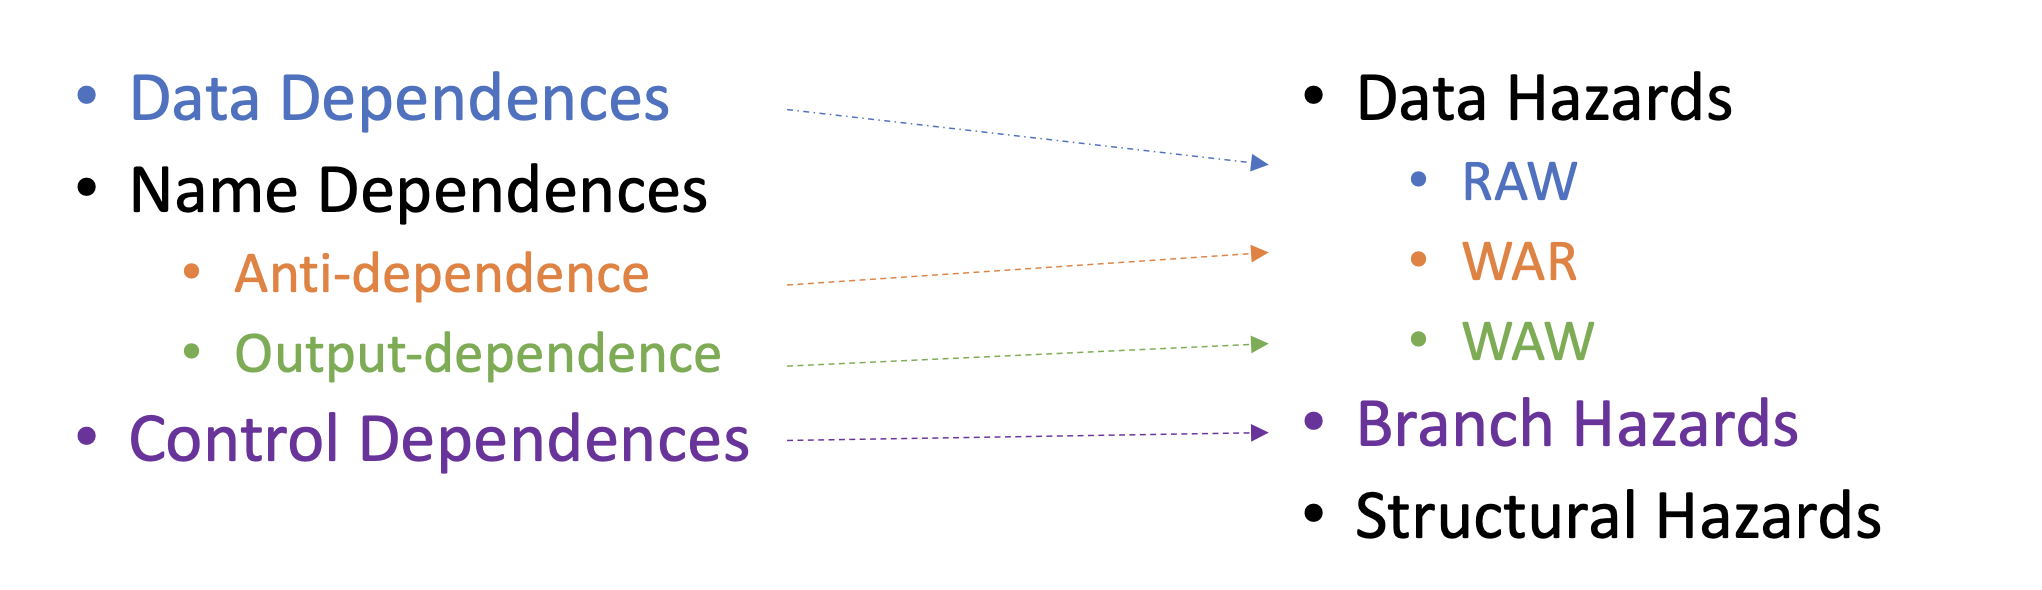 • Data Dependences
• Name Dependences
• Anti-dependence
• Output-dependence
• Control Dependences
• Data Hazards
• RAW
• WAR
• WAW
• Branch Hazards
• Structural Hazards